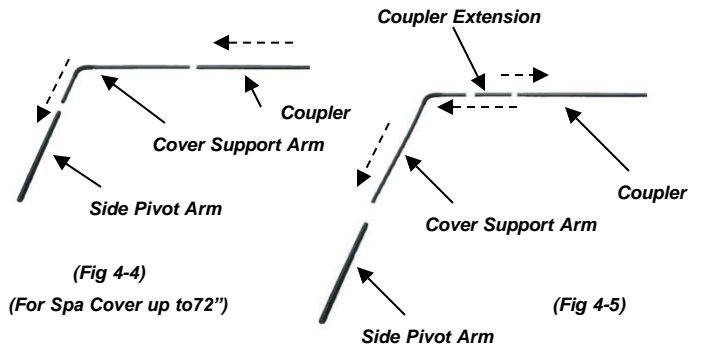 Coupler Extension
Coupler
Cover Support Arm
Side Pivot Arm
(Fig 4-4)
(For Spa Cover up to72”)
Coupler
Cover Support Arm
(Fig 4-5)
Side Pivot Arm